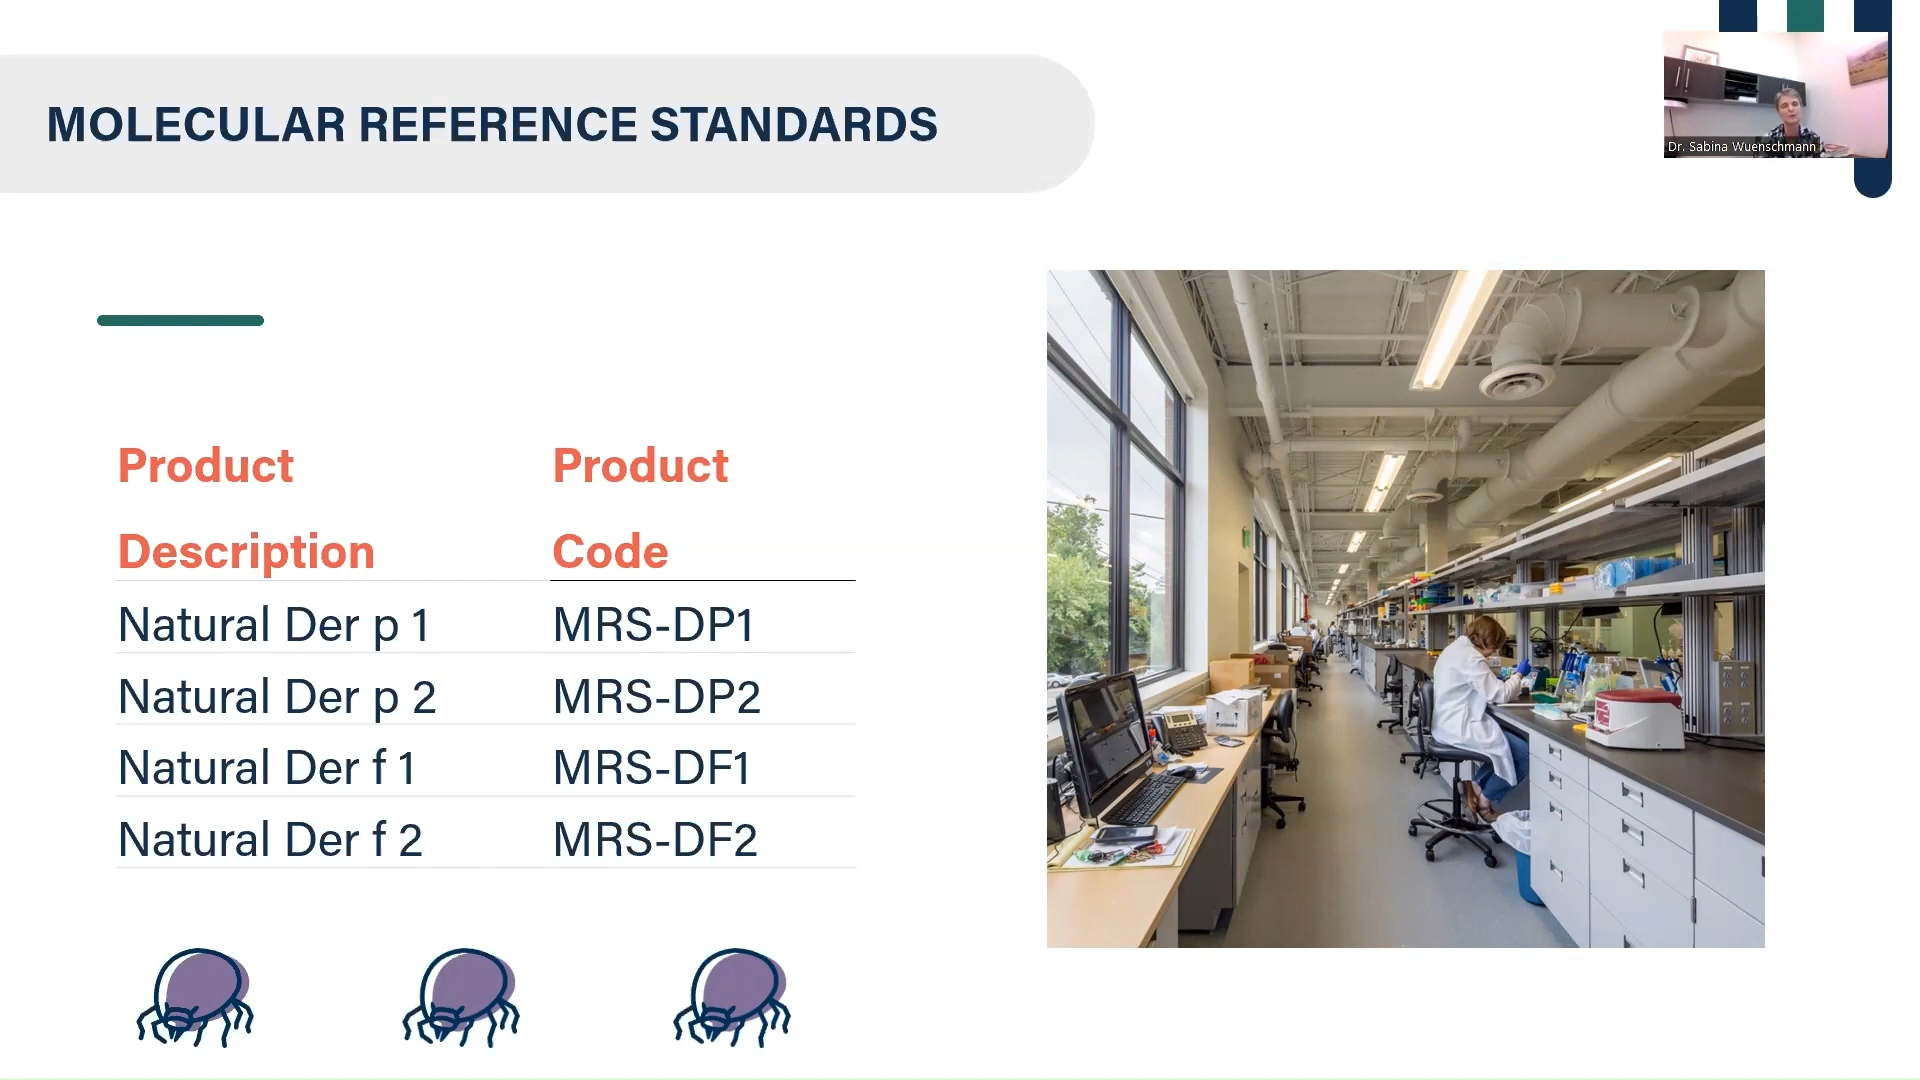 MOLECULAR REFERENCE STANDARDS
Dr. Sabina Wuenschmann
Product Description
Product Code
Natural Der p 1 MRS-DP1
Natural Der p 2 MRS-DP2
Natural Der f 1 MRS-DF1
Natural Der f 2 MRS-DF2